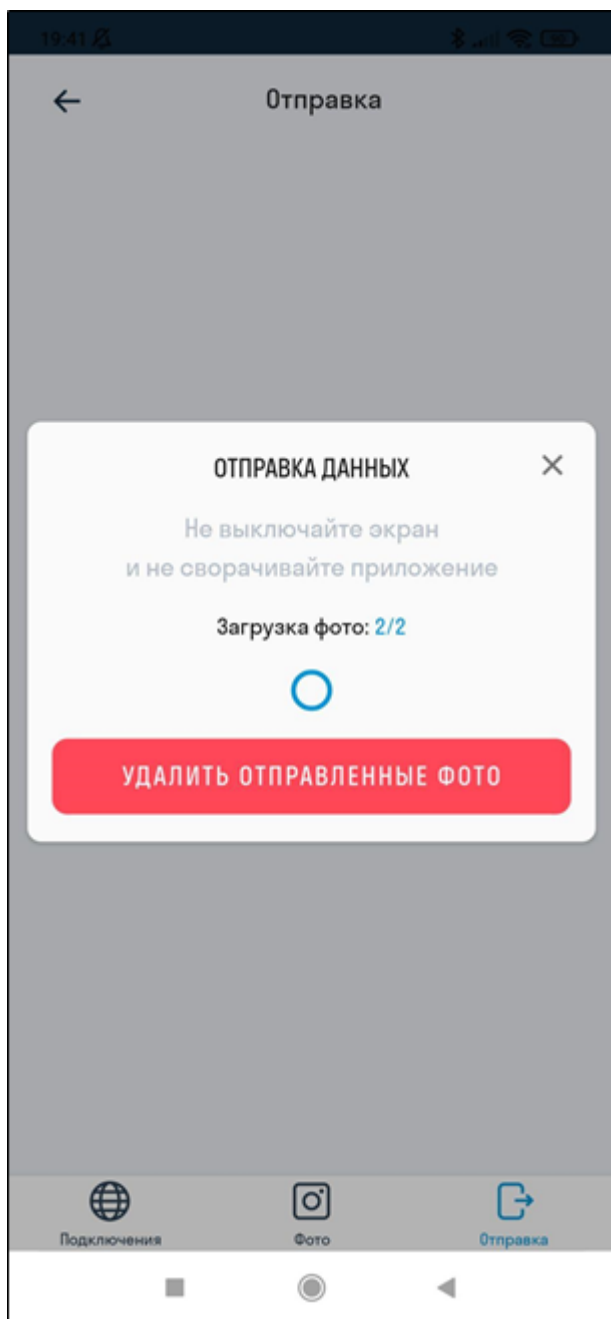 19:41
Отправка
ОТПРАВКА ДАННЫХ
Не выключайте экран
и не сворачивайте приложение
Загрузка фото: 2/2
УДАЛИТЬ ОТПРАВЛЕННЫЕ ФОТО
Подключения
Фото
Отправка